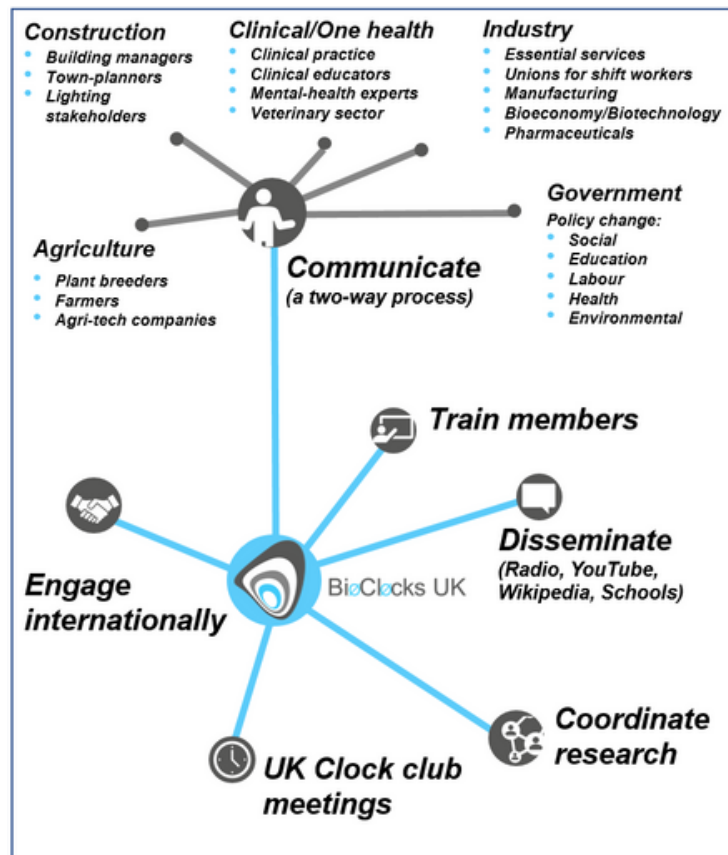 Construction
Building managers
Town-planners
Lighting
stakeholders
Clinical/One health
Clinical practice
Clinical educators
Mental-health experts
Veterinary sector
Industry
Essential services
Unions for shift workers
Manufacturing
Bioeconomy/Biotechnology
Pharmaceuticals
Agriculture
Plant breeders
Farmers
Agri-tech companies
Communicate
(a two-way process)
Government
Policy change:
Social
Education
Labour
Health
Environmental
Train members
Disseminate
(Radio, YouTube,
Wikipedia, Schools)
Engage
internationally
BioClocks UK
Coordinate
research
UK Clock club
meetings